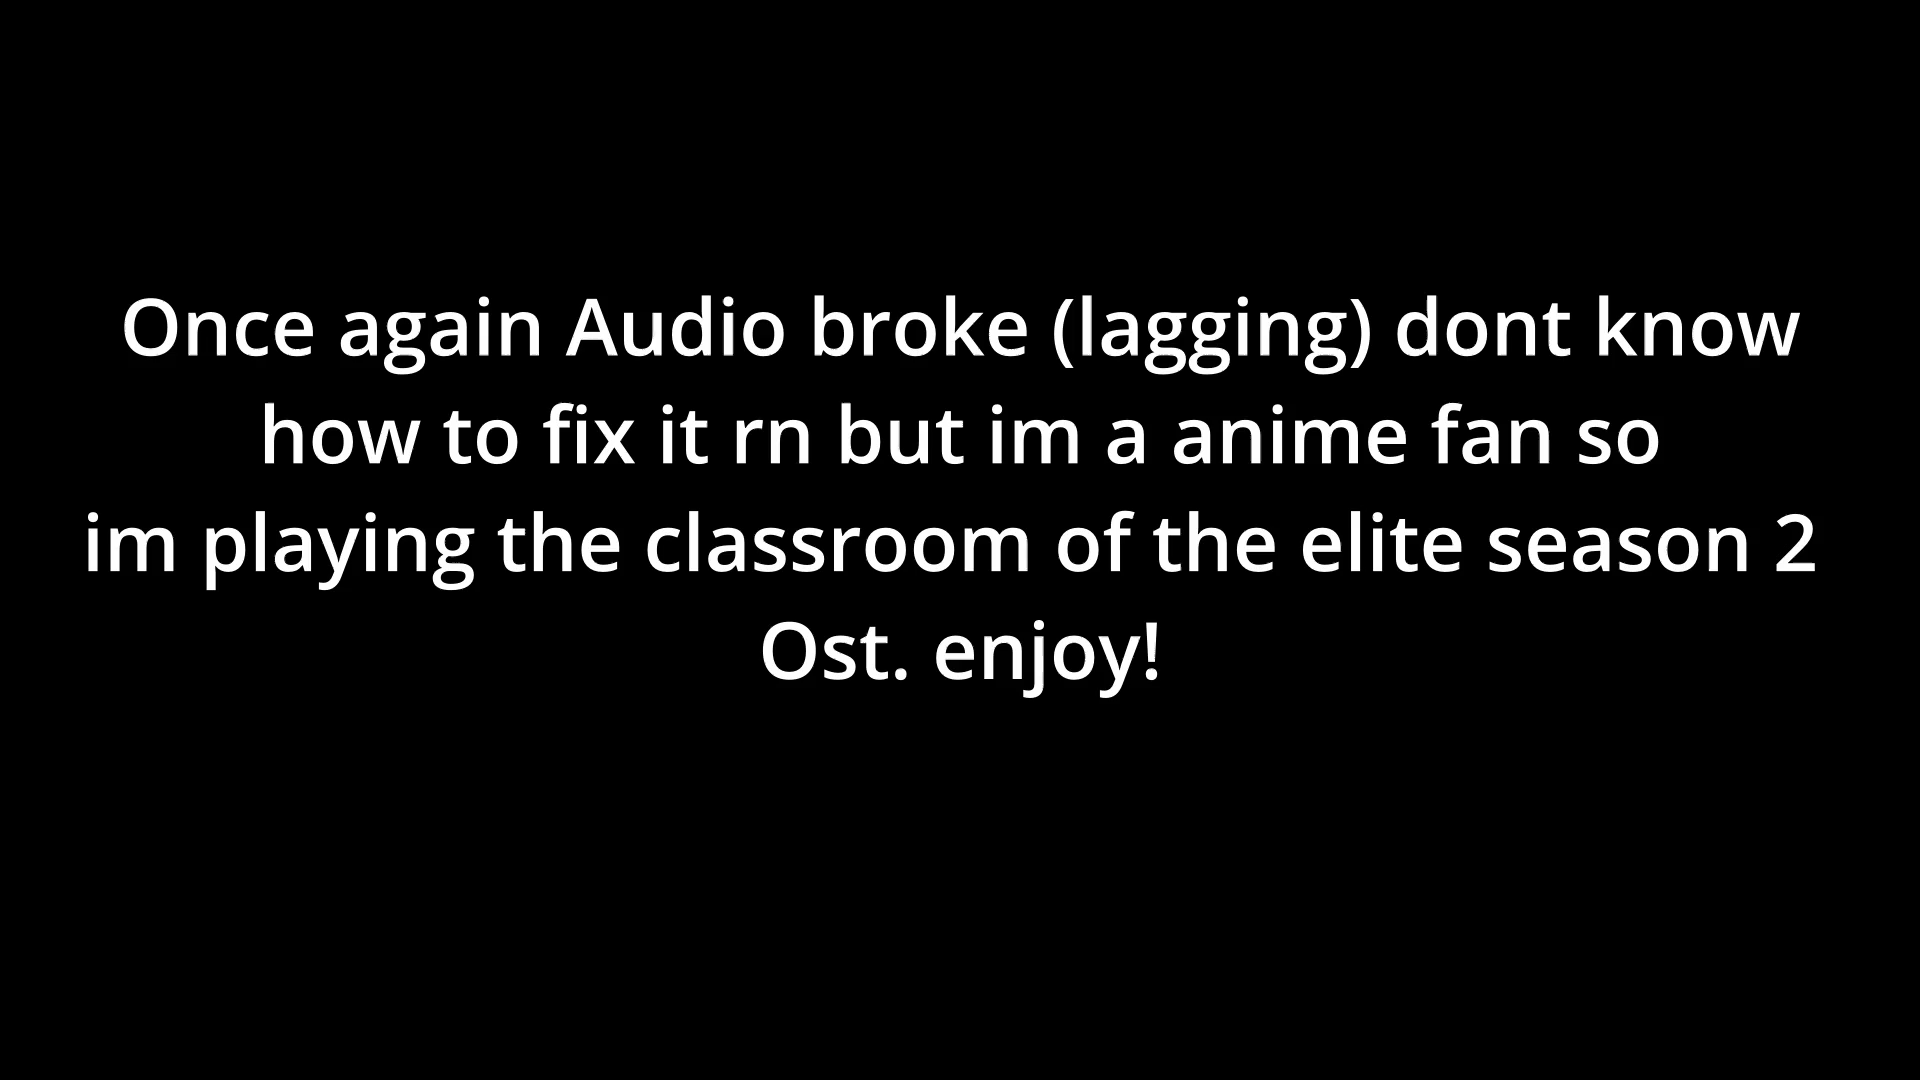 Once again Audio broke (lagging) dont know
how to fix it rn but im a anime fan so
im playing the classroom of the elite season 2
Ost. enjoy!